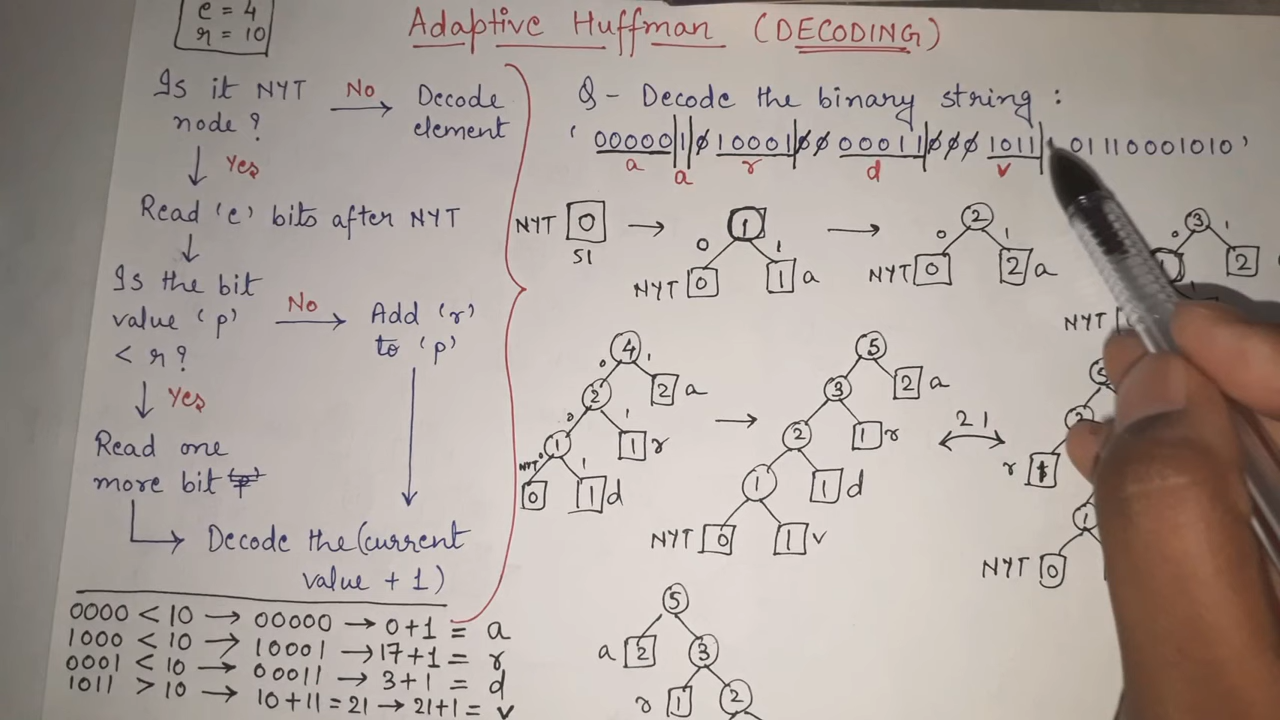 e = 4
r = 10
Adaptive Huffman (DECODING)
Is it NYT node ?
No
Decode element
Yes
Read 'e' bits after NYT
Is the bit value 'p' < r ?
No
Add 'r' to 'p'
Yes
Read one more bit
Decode the (current value + 1)
0000 < 10 → 00000 → 0+1 = a
1000 < 10 → 10001 → 17+1 = r
0001 < 10 → 00011 → 3+1 = d
1011 > 10 → 10+11 = 21 → 21+1 = v
Q - Decode the binary string :
' 00000|1|0 10001|00 00011|000 1011| 01110001010 '
a a r d v
NYT 0 51
0 1 1
NYT 0 1 a
0 2 1
NYT 0 2 a
0 3 1
1 2
NYT
0 4 1
0 2 1 2 a
0 1 1 1 r
NYT 0 1 d
5
3 2 a
2 1 r
1 1 d
NYT 0 1 v
21
r 1
1
NYT 0
5
a 2 3
r 1 2